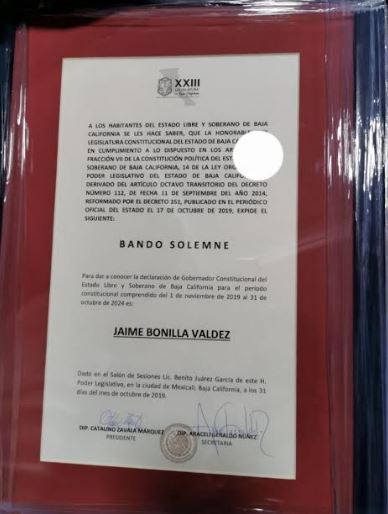 XXIII
LEGISLATURA
A LOS HABITANTES DEL ESTADO LIBRE Y SOBERANO DE BAJA
CALIFORNIA SE LES HACE SABER, QUE LA HONORABLE
LEGISLATURA CONSTITUCIONAL DEL ESTADO DE BAJA
EN CUMPLIMIENTO A LO DISPUESTO EN LOS
FRACCIÓN VII DE LA CONSTITUCIÓN POLÍTICA DEL
SOBERANO DE BAJA CALIFORNIA, 14 DE LA LEY
PODER LEGISLATIVO DEL ESTADO DE BAJA
DERIVADO DEL ARTÍCULO OCTAVO TRANSITORIO DEL DECRETO
NÚMERO 112, DE FECHA 11 DE SEPTIEMBRE DEL AÑO 2014,
REFORMADO POR EL DECRETO 351, PUBLICADO EN EL PERIÓDICO
OFICIAL DEL ESTADO EL 17 DE OCTUBRE DE 2019, EXPIDE EL
SIGUIENTE:
BANDO SOLEMNE
Para dar a conocer la declaración de Gobernador Constitucional del
Estado Libre y Soberano de Baja California para el periodo
constitucional comprendido del 1 de noviembre de 2019 al 31 de
octubre de 2024 es:
JAIME BONILLA VALDEZ
Dado en el Salón de Sesiones Lic. Benito Juárez García de este H.
Poder Legislativo, en la ciudad de Mexicali, Baja California, a los 31
días del mes de octubre de 2019.
DIP. CATALINO ZAVALA MÁRQUEZ DIP. ARACELI GERALDO NÚÑEZ
PRESIDENTE SECRETARIA